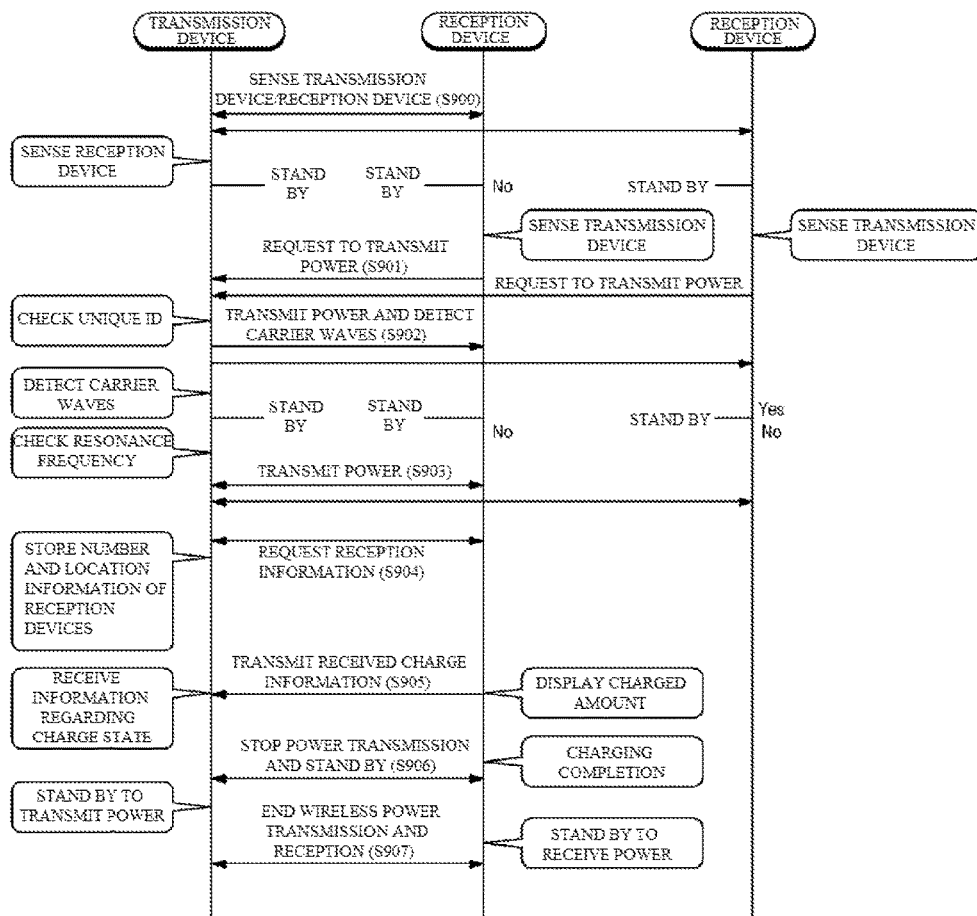 TRANSMISSION
DEVICE
RECEPTION
DEVICE
RECEPTION
DEVICE
SENSE TRANSMISSION
DEVICE/RECEPTION DEVICE (S900)
SENSE RECEPTION
DEVICE
STAND
BY
STAND
BY
No
STAND BY
SENSE TRANSMISSION
DEVICE
SENSE TRANSMISSION
DEVICE
REQUEST TO TRANSMIT
POWER (S901)
REQUEST TO TRANSMIT POWER
CHECK UNIQUE ID
TRANSMIT POWER AND DETECT
CARRIER WAVES (S902)
DETECT CARRIER
WAVES
STAND
BY
STAND
BY
No
STAND BY
Yes
No
CHECK RESONANCE
FREQUENCY
TRANSMIT POWER (S903)
STORE NUMBER
AND LOCATION
INFORMATION OF
RECEPTION
DEVICES
REQUEST RECEPTION
INFORMATION (S904)
TRANSMIT RECEIVED CHARGE
INFORMATION (S905)
RECEIVE
INFORMATION
REGARDING
CHARGE STATE
DISPLAY CHARGED
AMOUNT
STOP POWER TRANSMISSION
AND STAND BY (S906)
CHARGING
COMPLETION
STAND BY TO
TRANSMIT POWER
END WIRELESS POWER
TRANSMISSION AND
RECEPTION (S907)
STAND BY TO
RECEIVE POWER